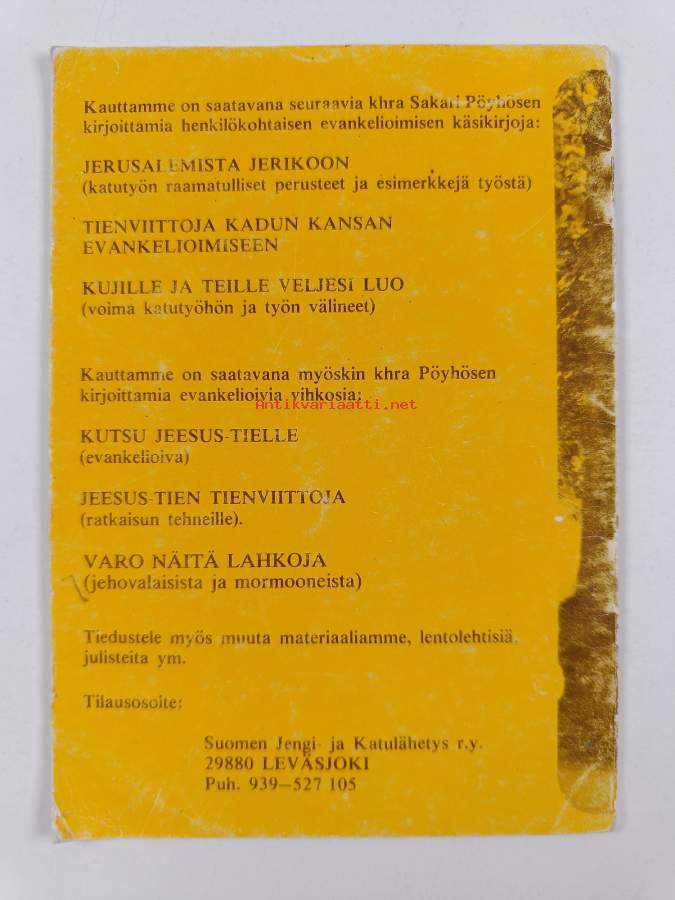 Kauttamme on saatavana seuraavia khra Sakari Pöyhösen
kirjoittamia henkilökohtaisen evankelioimisen käsikirjoja:
JERUSALEMISTA JERIKOON
(katutyön raamatulliset perusteet ja esimerkkejä työstä)
TIENVIITTOJA KADUN KANSAN
EVANKELIOIMISEEN
KUJILLE JA TEILLE VELJESI LUO
(voima katutyöhön ja työn välineet)
Kauttamme on saatavana myöskin khra Pöyhösen
kirjoittamia evankelioivia vihkosia:
Antikvariaatti.net
KUTSU JEESUS-TIELLE
(evankelioiva)
JEESUS-TIEN TIENVIITTOJA
(ratkaisun tehneille).
VARO NÄITÄ LAHKOJA
(jehovalaisista ja mormooneista)
Tiedustele myös muuta materiaaliamme, lentolehtisiä,
julisteita ym.
Tilausosoite:
Suomen Jengi- ja Katulähetys r.y.
29880 LEVÄSJOKI
Puh. 939–527 105